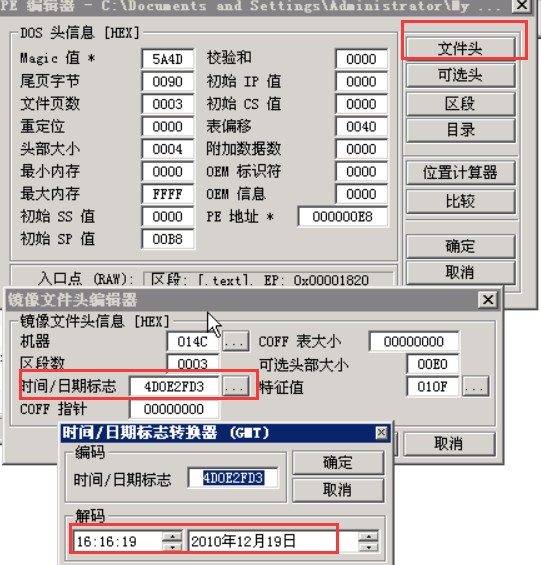 PE 编辑器 - C:\Documents and Settings\Administrator\My ...
DOS 头信息 [HEX]
Magic 值 * 5A4D 校验和 0000
尾页字节 0090 初始 IP 值 0000
文件页数 0003 初始 CS 值 0000
重定位 0000 表偏移 0040
头部大小 0004 附加数据数 0000
最小内存 0000 OEM 标识符 0000
最大内存 FFFF OEM 信息 0000
初始 SS 值 0000 PE 地址 * 000000E8
初始 SP 值 00B8
文件头
可选头
区段
目录
位置计算器
比较
确定
取消
入口点 (RAW): 区段: [.text], EP: 0x00001820
镜像文件头编辑器
镜像文件头信息 [HEX]
机器 014C ... COFF 表大小 00000000
区段数 0003 可选头部大小 00E0
时间/日期标志 4D0E2FD3 ... 特征值 010F ...
COFF 指针 00000000
取消
时间/日期标志转换器 (GMT)
编码
时间/日期标志 4D0E2FD3
确定
取消
解码
16:16:19 2010年12月19日